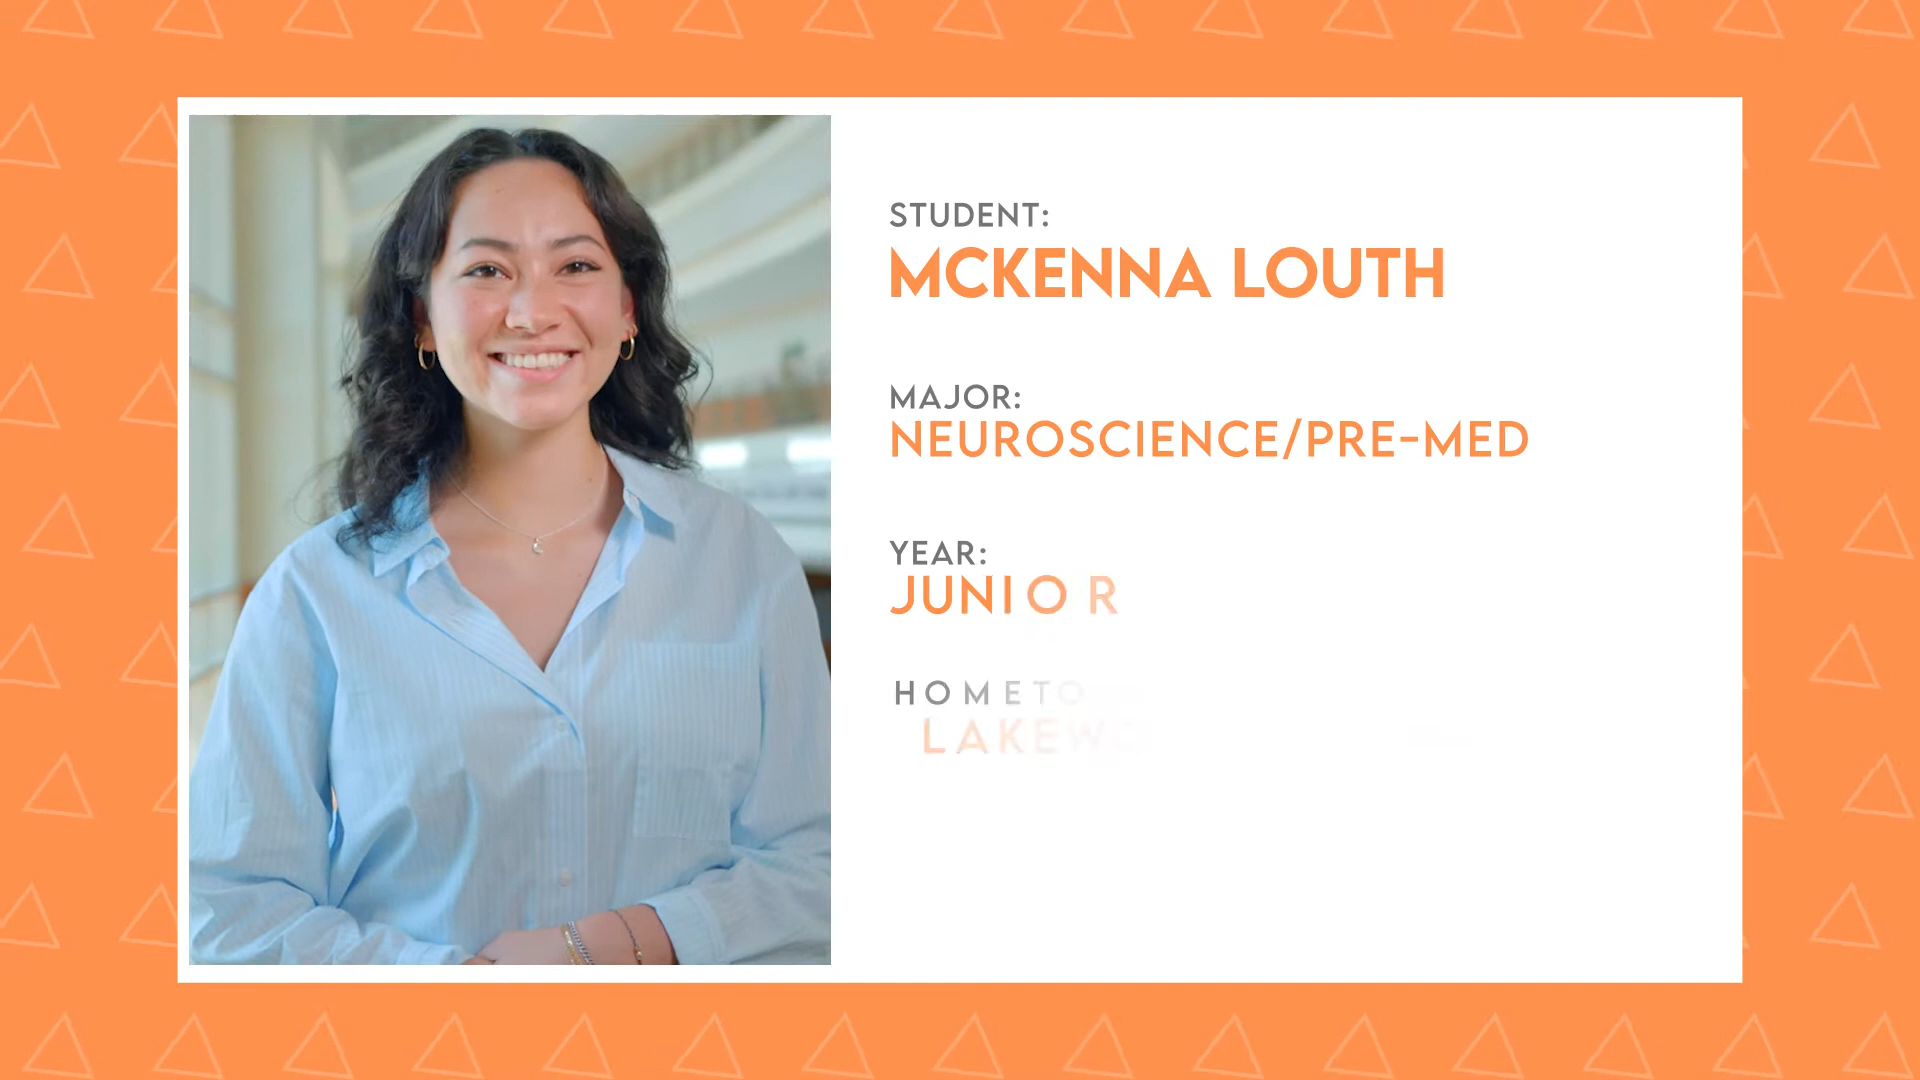 STUDENT:
MCKENNA LOUTH
MAJOR:
NEUROSCIENCE/PRE-MED
YEAR:
JUNIOR